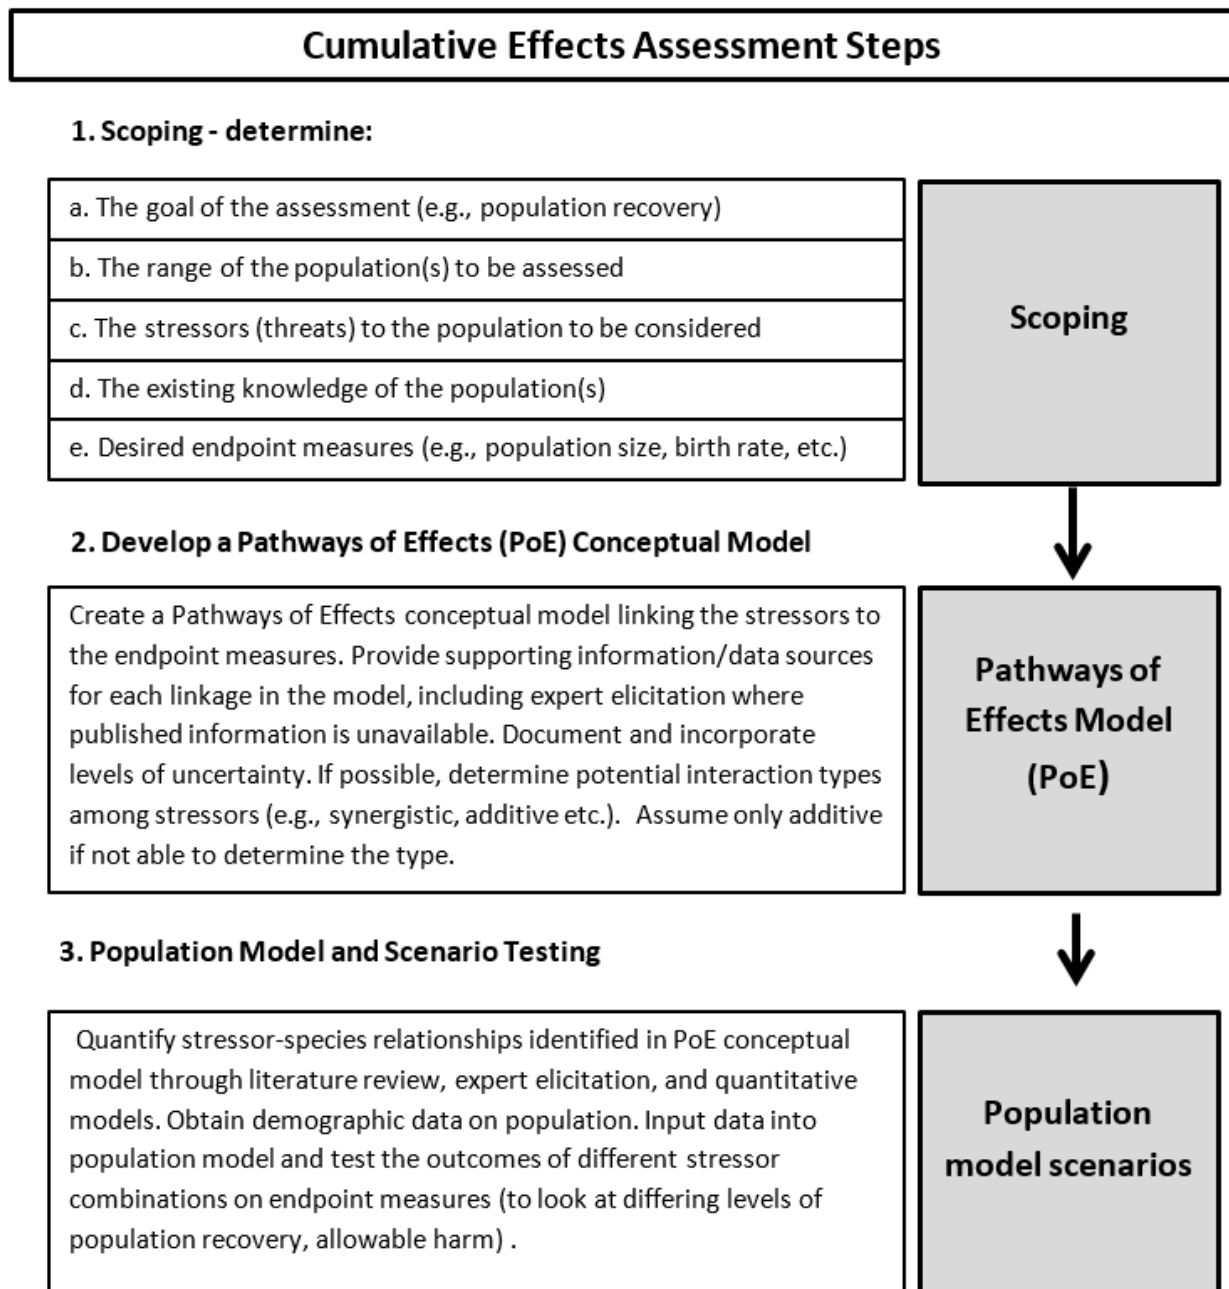 Cumulative Effects Assessment Steps
1. Scoping - determine:
a. The goal of the assessment (e.g., population recovery)
b. The range of the population(s) to be assessed
c. The stressors (threats) to the population to be considered
d. The existing knowledge of the population(s)
e. Desired endpoint measures (e.g., population size, birth rate, etc.)
Scoping
2. Develop a Pathways of Effects (PoE) Conceptual Model
Create a Pathways of Effects conceptual model linking the stressors to
the endpoint measures. Provide supporting information/data sources
for each linkage in the model, including expert elicitation where
published information is unavailable. Document and incorporate
levels of uncertainty. If possible, determine potential interaction types
among stressors (e.g., synergistic, additive etc.).  Assume only additive
if not able to determine the type.
Pathways of
Effects Model
(PoE)
3. Population Model and Scenario Testing
Quantify stressor-species relationships identified in PoE conceptual
model through literature review, expert elicitation, and quantitative
models. Obtain demographic data on population. Input data into
population model and test the outcomes of different stressor
combinations on endpoint measures (to look at differing levels of
population recovery, allowable harm) .
Population
model scenarios